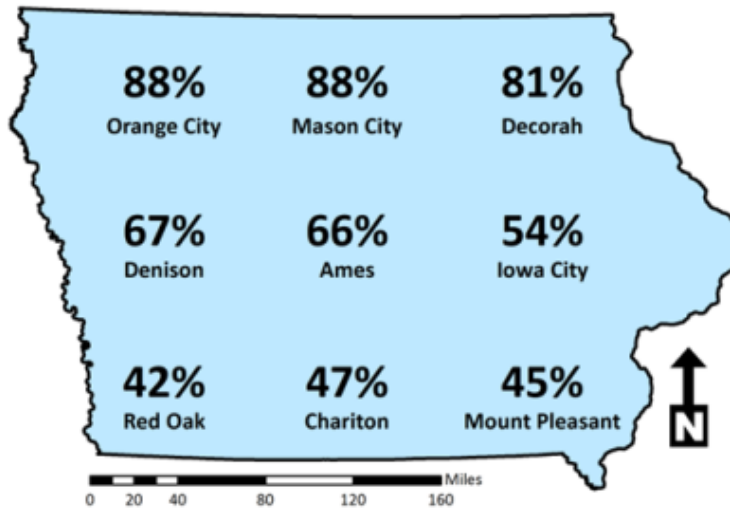 88% 88% 81%
Orange City Mason City Decorah
67% 66% 54%
Denison Ames Iowa City
42% 47% 45%
Red Oak Chariton Mount Pleasant
N
Miles
0 20 40 80 120 160